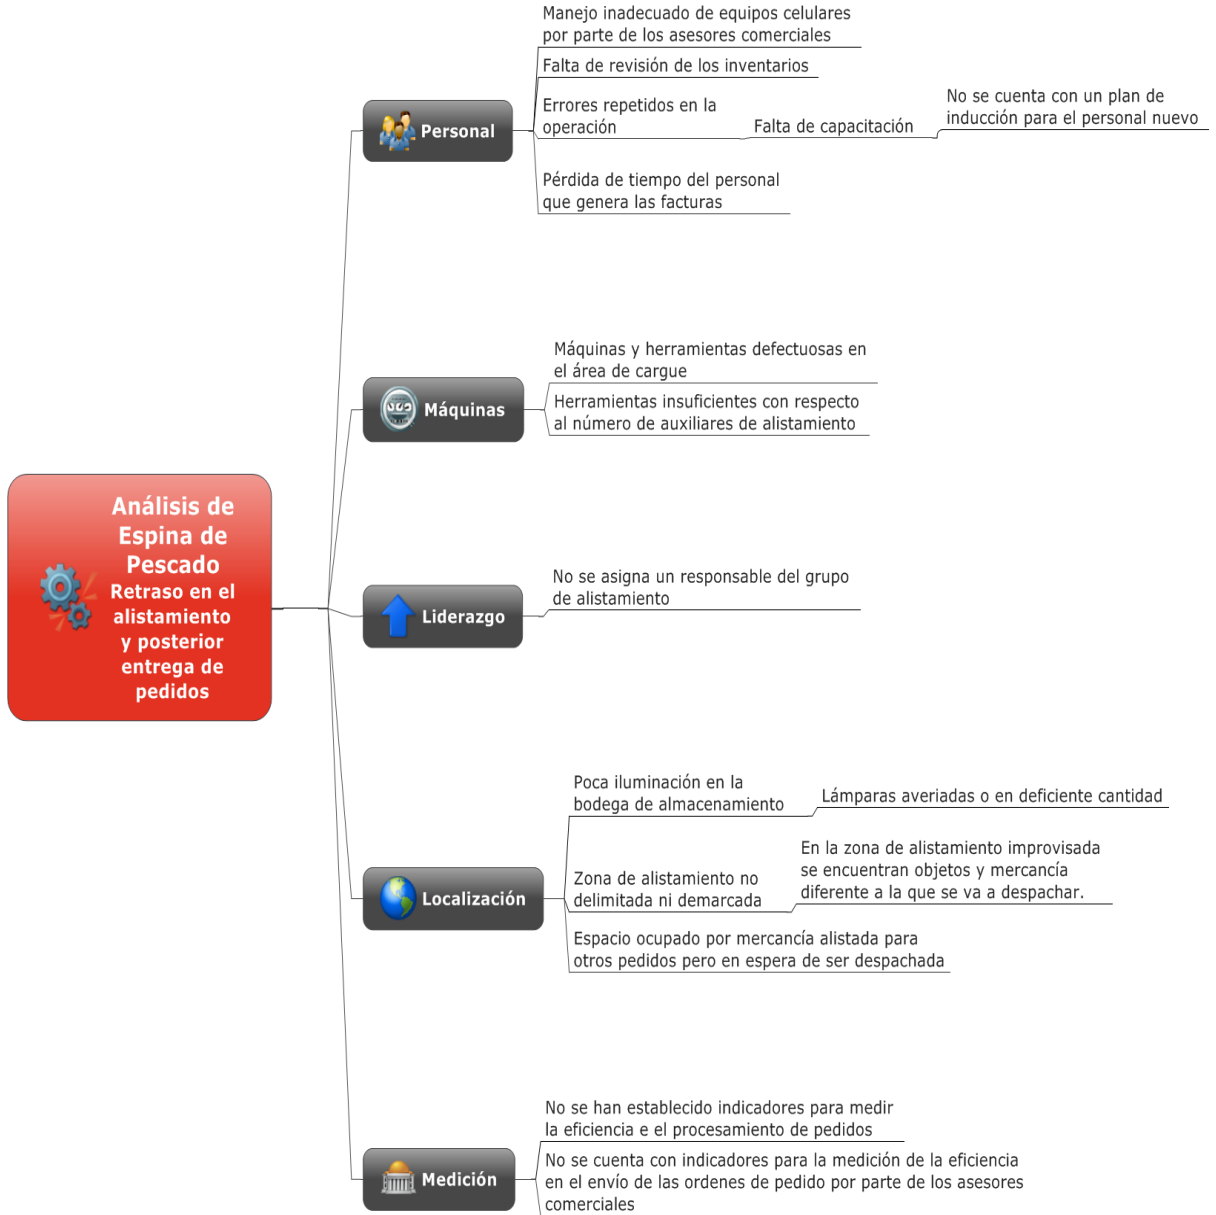 Análisis de
Espina de
Pescado
Retraso en el
alistamiento
y posterior
entrega de
pedidos
Personal
Manejo inadecuado de equipos celulares
por parte de los asesores comerciales
Falta de revisión de los inventarios
Errores repetidos en la
operación
Falta de capacitación
No se cuenta con un plan de
inducción para el personal nuevo
Pérdida de tiempo del personal
que genera las facturas
Máquinas
Máquinas y herramientas defectuosas en
el área de cargue
Herramientas insuficientes con respecto
al número de auxiliares de alistamiento
Liderazgo
No se asigna un responsable del grupo
de alistamiento
Localización
Poca iluminación en la
bodega de almacenamiento
Lámparas averiadas o en deficiente cantidad
Zona de alistamiento no
delimitada ni demarcada
En la zona de alistamiento improvisada
se encuentran objetos y mercancía
diferente a la que se va a despachar.
Espacio ocupado por mercancía alistada para
otros pedidos pero en espera de ser despachada
Medición
No se han establecido indicadores para medir
la eficiencia e el procesamiento de pedidos
No se cuenta con indicadores para la medición de la eficiencia
en el envío de las ordenes de pedido por parte de los asesores
comerciales